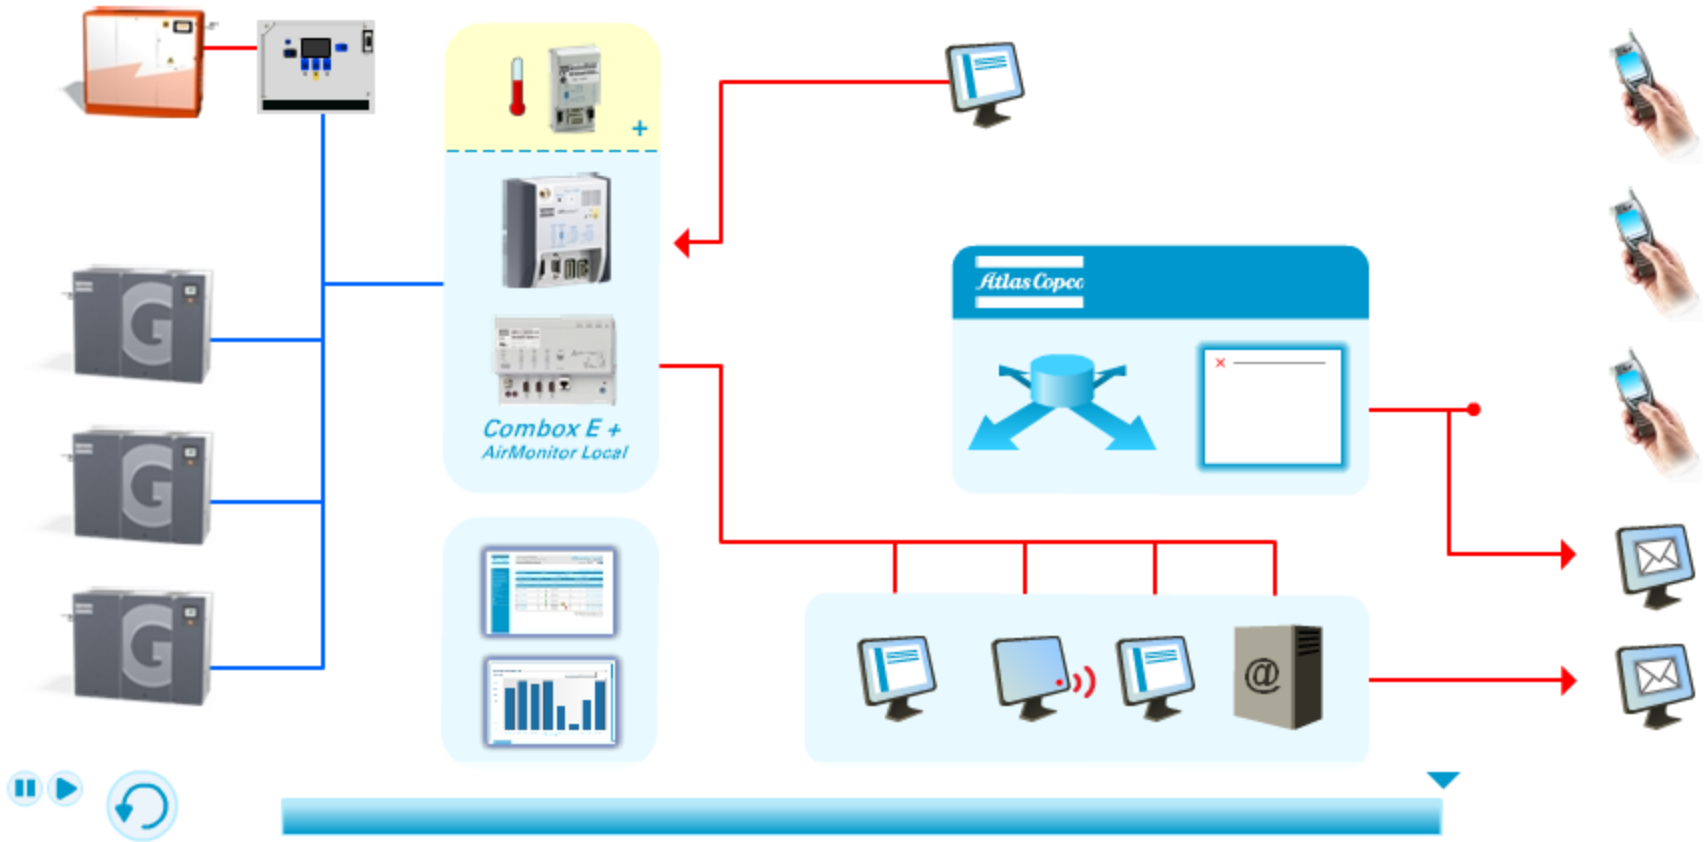 +
Combox E +
AirMonitor Local
Atlas Copco
G
G
G
@